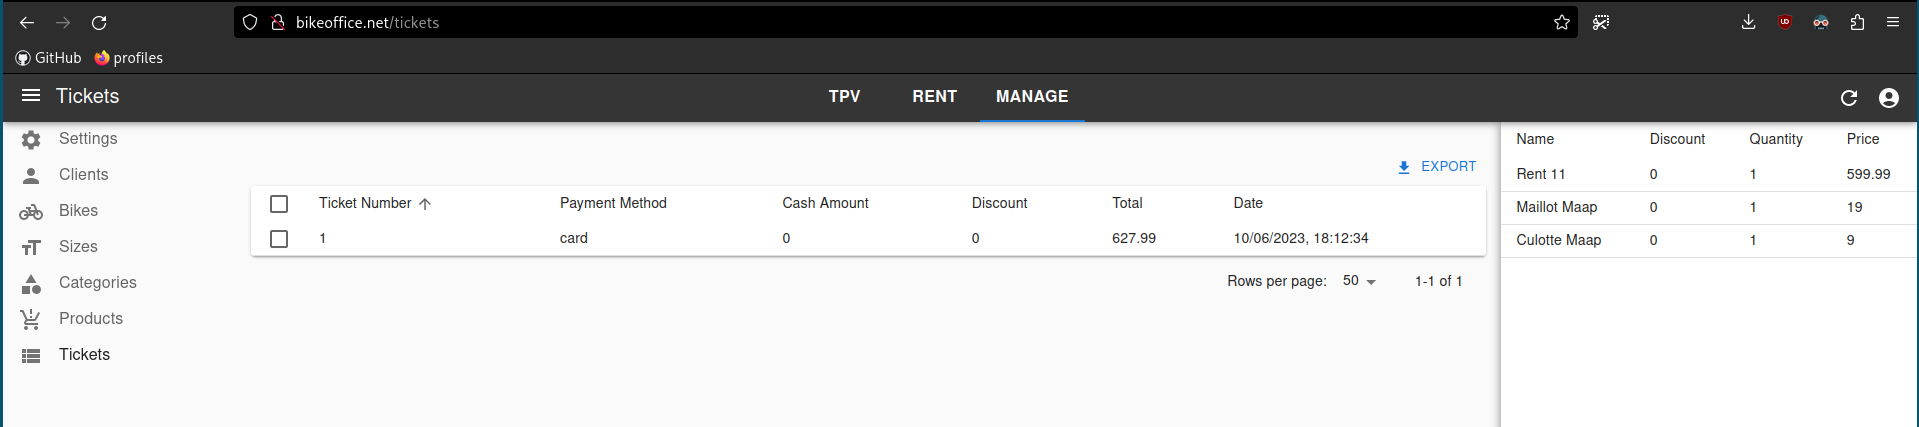 bikeoffice.net/tickets
GitHub profiles
Tickets TPV RENT MANAGE
Settings
Clients
Bikes
Sizes
Categories
Products
Tickets
EXPORT
Ticket Number Payment Method Cash Amount Discount Total Date
1 card 0 0 627.99 10/06/2023, 18:12:34
Rows per page: 50 1-1 of 1
Name Discount Quantity Price
Rent 11 0 1 599.99
Maillot Maap 0 1 19
Culotte Maap 0 1 9